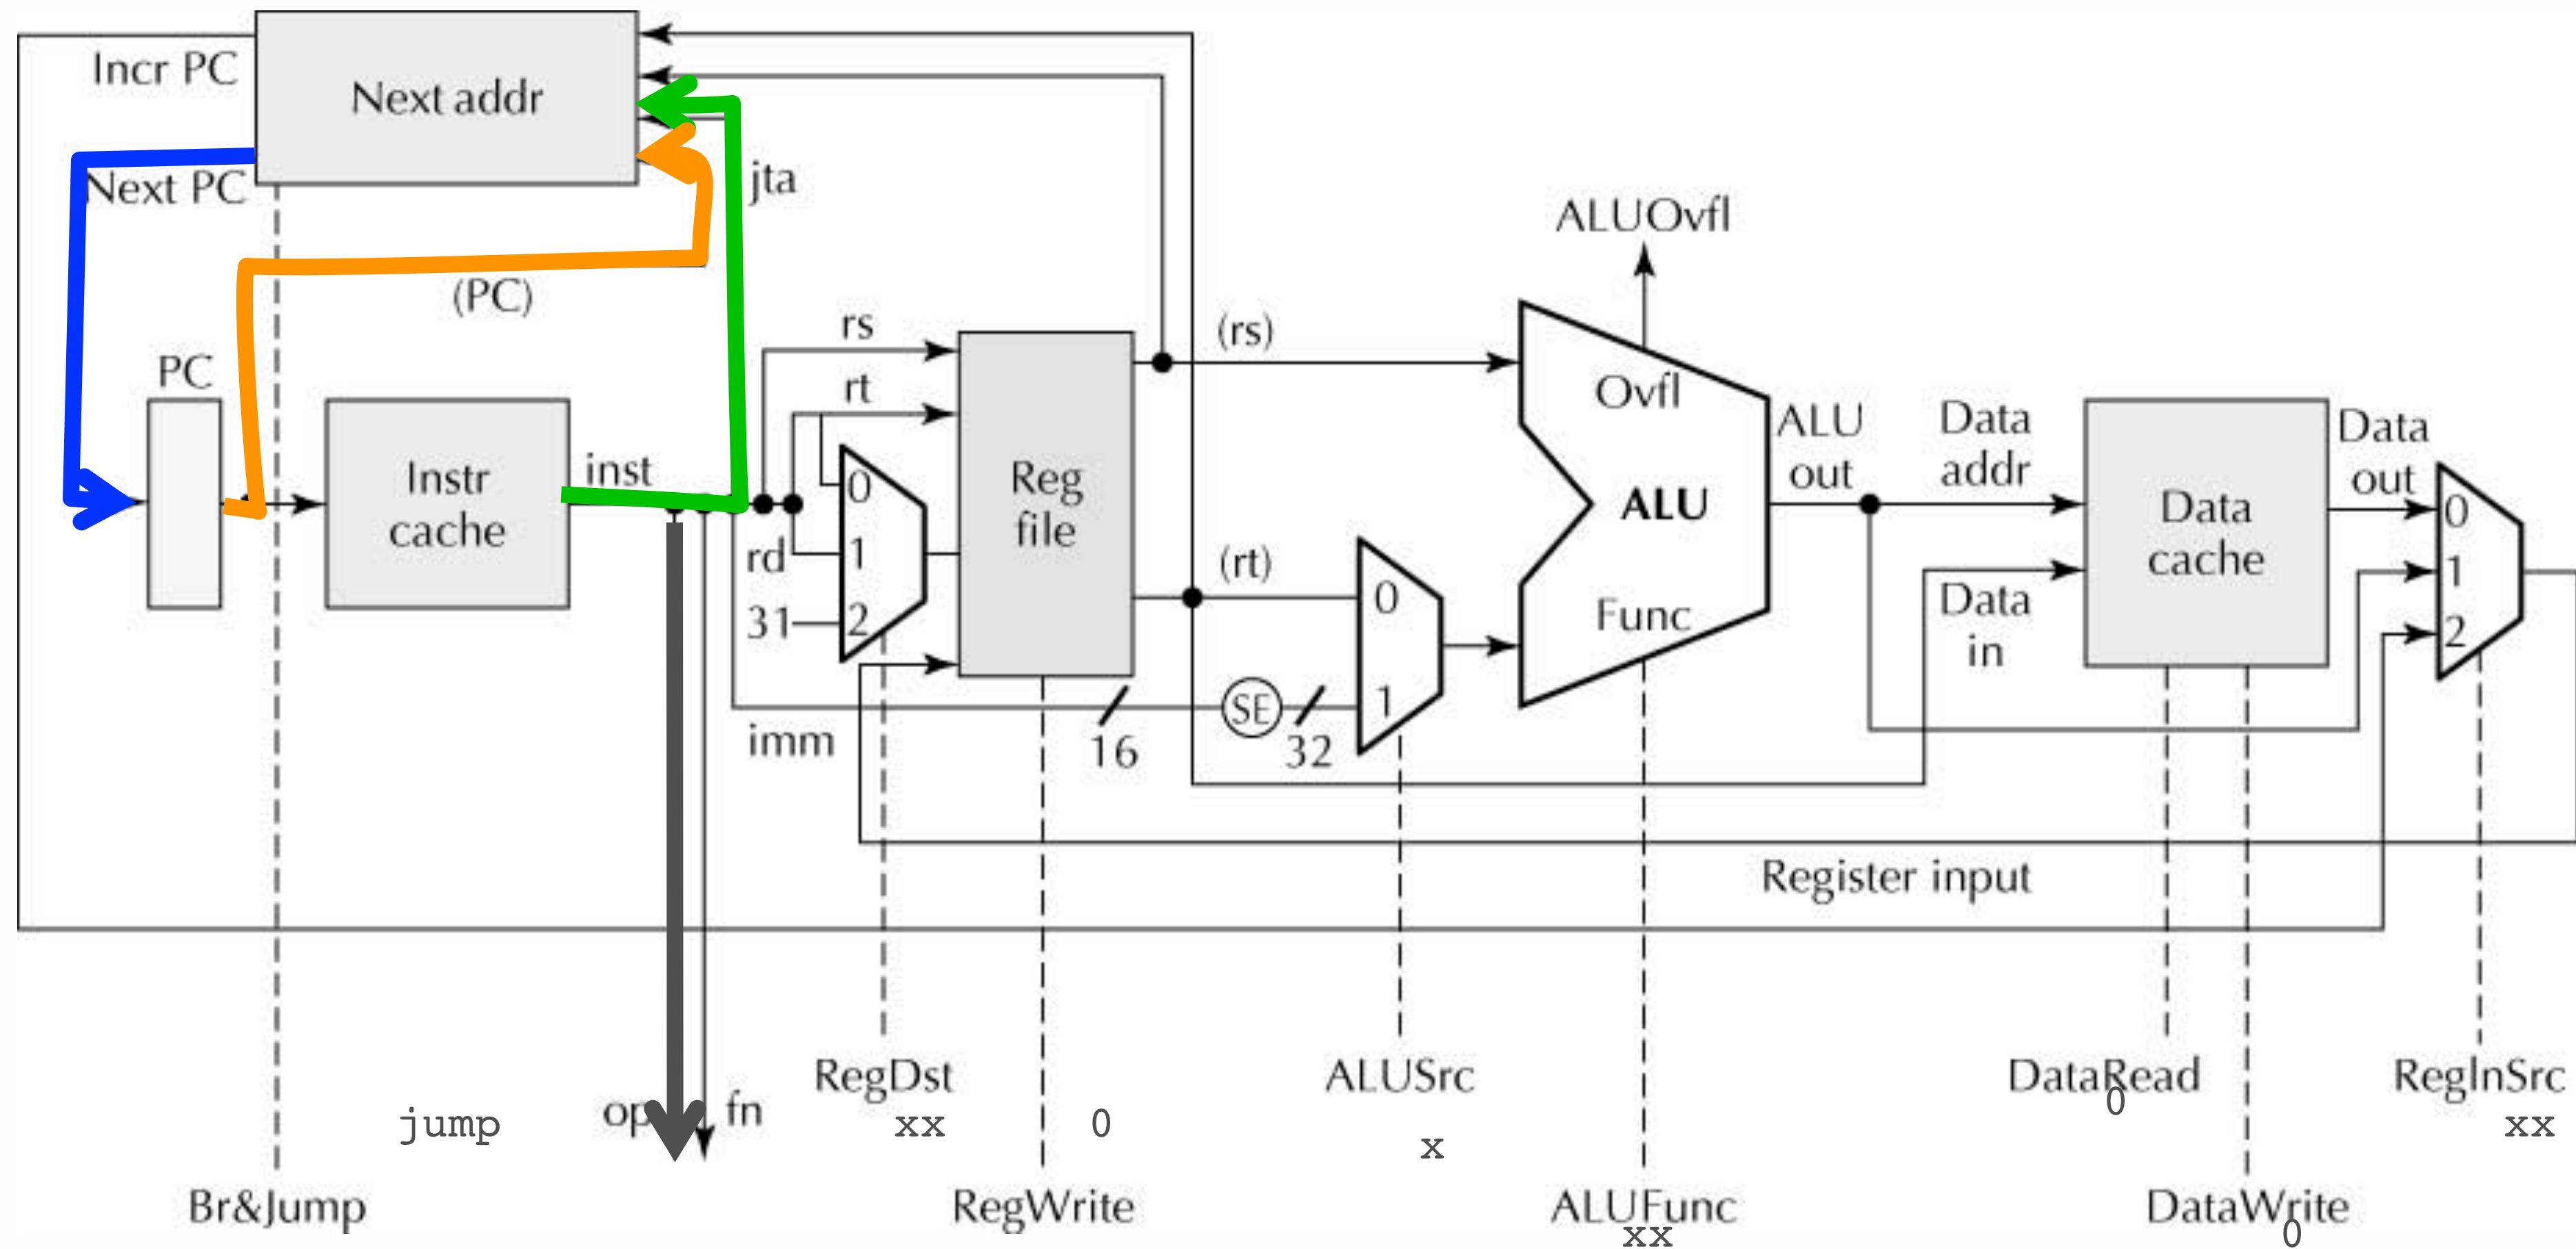 Incr PC
Next addr
Next PC
jta
(PC)
ALUOvfl
PC
rs
(rs)
rt
Ovfl
ALU
out
Data
addr
Data
out
inst
Instr
cache
0
Reg
file
ALU
Data
cache
0
rd
1
(rt)
0
1
31
2
Func
Data
in
2
imm
16
SE
32
1
Register input
RegDst
ALUSrc
DataRead
RegInSrc
jump
op
fn
xx
0
x
0
xx
Br&Jump
RegWrite
ALUFunc
xx
DataWrite
0